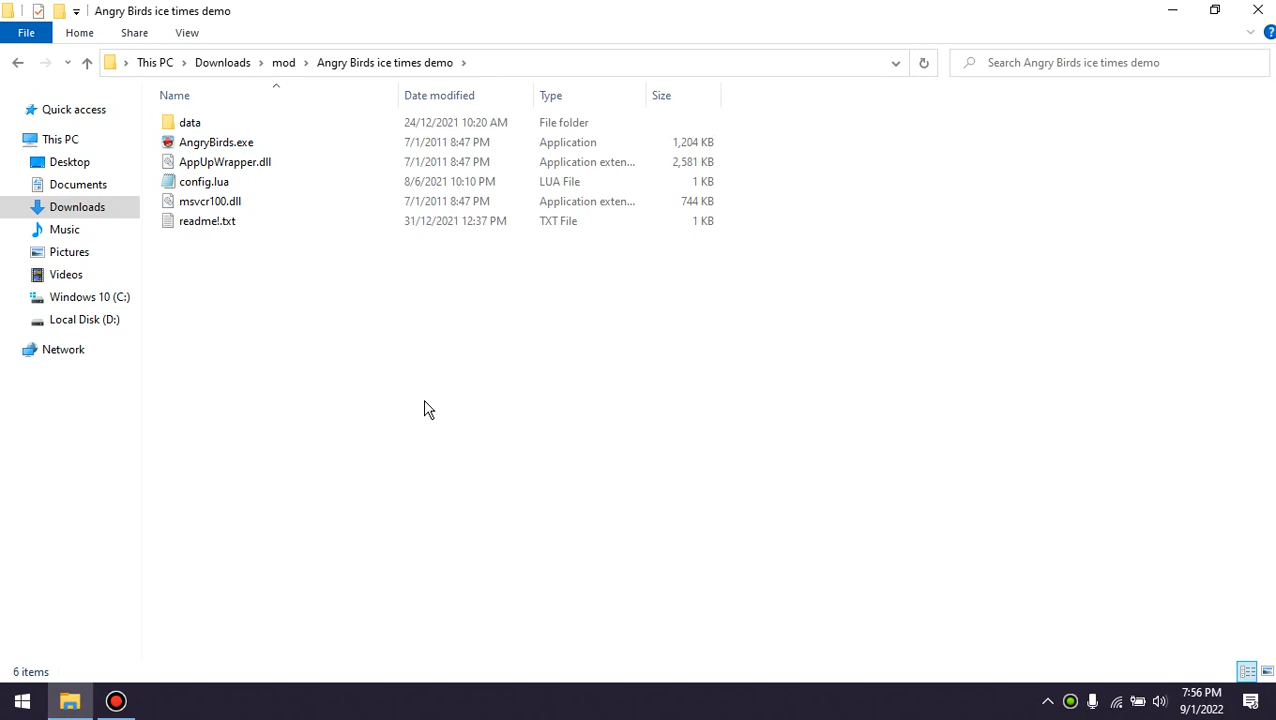 Angry Birds ice times demo
File Home Share View
This PC Downloads mod Angry Birds ice times demo Search Angry Birds ice times demo
Name Date modified Type Size
Quick access
This PC
Desktop
Documents
Downloads
Music
Pictures
Videos
Windows 10 (C:)
Local Disk (D:)
Network
data 24/12/2021 10:20 AM File folder
AngryBirds.exe 7/1/2011 8:47 PM Application 1,204 KB
AppUpWrapper.dll 7/1/2011 8:47 PM Application exten... 2,581 KB
config.lua 8/6/2021 10:10 PM LUA File 1 KB
msvcr100.dll 7/1/2011 8:47 PM Application exten... 744 KB
readme!.txt 31/12/2021 12:37 PM TXT File 1 KB
6 items
7:56 PM
9/1/2022